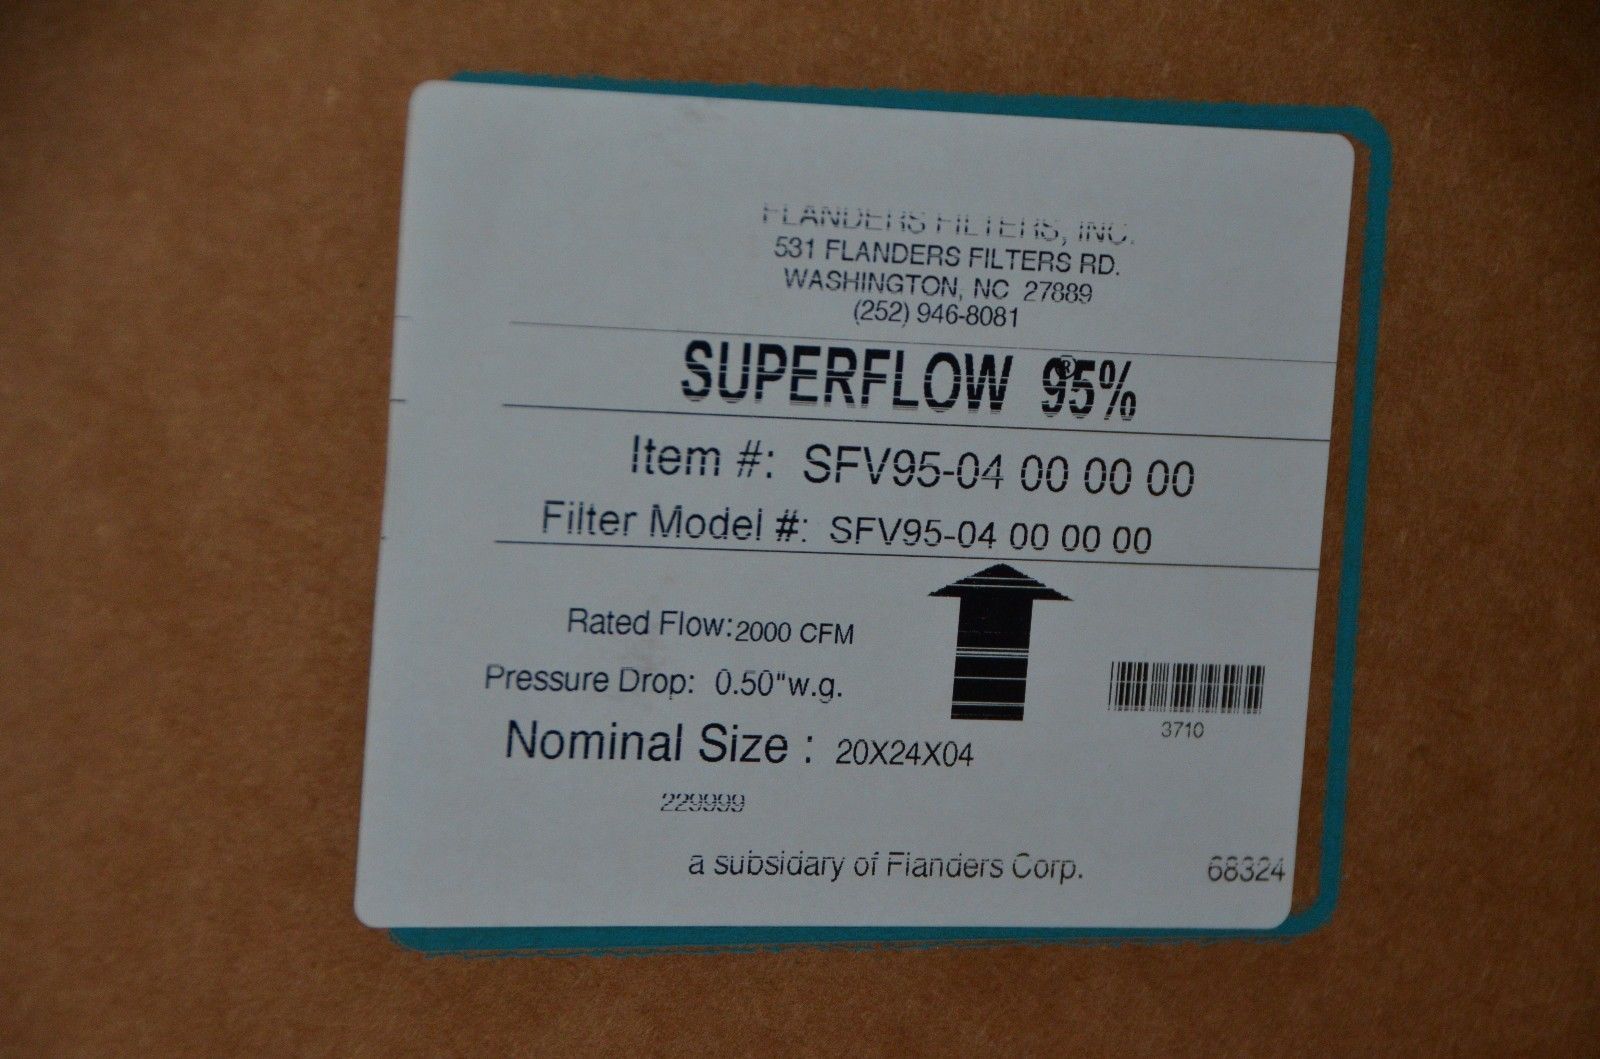 FLANDERS FILTERS, INC.
531 FLANDERS FILTERS RD.
WASHINGTON, NC 27889
(252) 946-8081
SUPERFLOW ® 95%
Item #: SFV95-04 00 00 00
Filter Model #: SFV95-04 00 00 00
Rated Flow: 2000 CFM
Pressure Drop: 0.50"w.g.
3710
Nominal Size : 20X24X04
229999
a subsidary of Flanders Corp.
68324